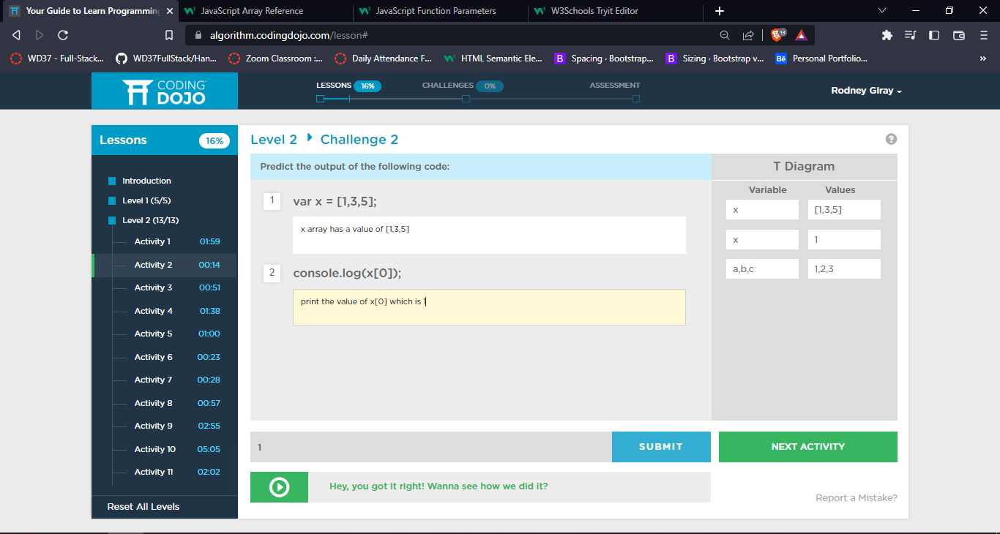 Your Guide to Learn Programming
JavaScript Array Reference
JavaScript Function Parameters
W3Schools Tryit Editor
algorithm.codingdojo.com/lesson#
13
WD37 - Full-Stack...
WD37FullStack/Han...
Zoom Classroom :...
Daily Attendance F...
HTML Semantic Ele...
B Spacing · Bootstrap...
B Sizing · Bootstrap v...
Bē Personal Portfolio...
»
CODING DOJO
LESSONS 16%
CHALLENGES 0%
ASSESSMENT
Rodney Giray
Lessons 16%
Introduction
Level 1 (5/5)
Level 2 (13/13)
Activity 1 01:59
Activity 2 00:14
Activity 3 00:51
Activity 4 01:38
Activity 5 01:00
Activity 6 00:23
Activity 7 00:28
Activity 8 00:57
Activity 9 02:55
Activity 10 05:05
Activity 11 02:02
Reset All Levels
Level 2 Challenge 2
?
Predict the output of the following code:
1 var x = [1,3,5];
x array has a value of [1,3,5]
2 console.log(x[0]);
print the value of x[0] which is 1
T Diagram
Variable Values
x [1,3,5]
x 1
a,b,c 1,2,3
1
SUBMIT
NEXT ACTIVITY
Hey, you got it right! Wanna see how we did it?
Report a Mistake?